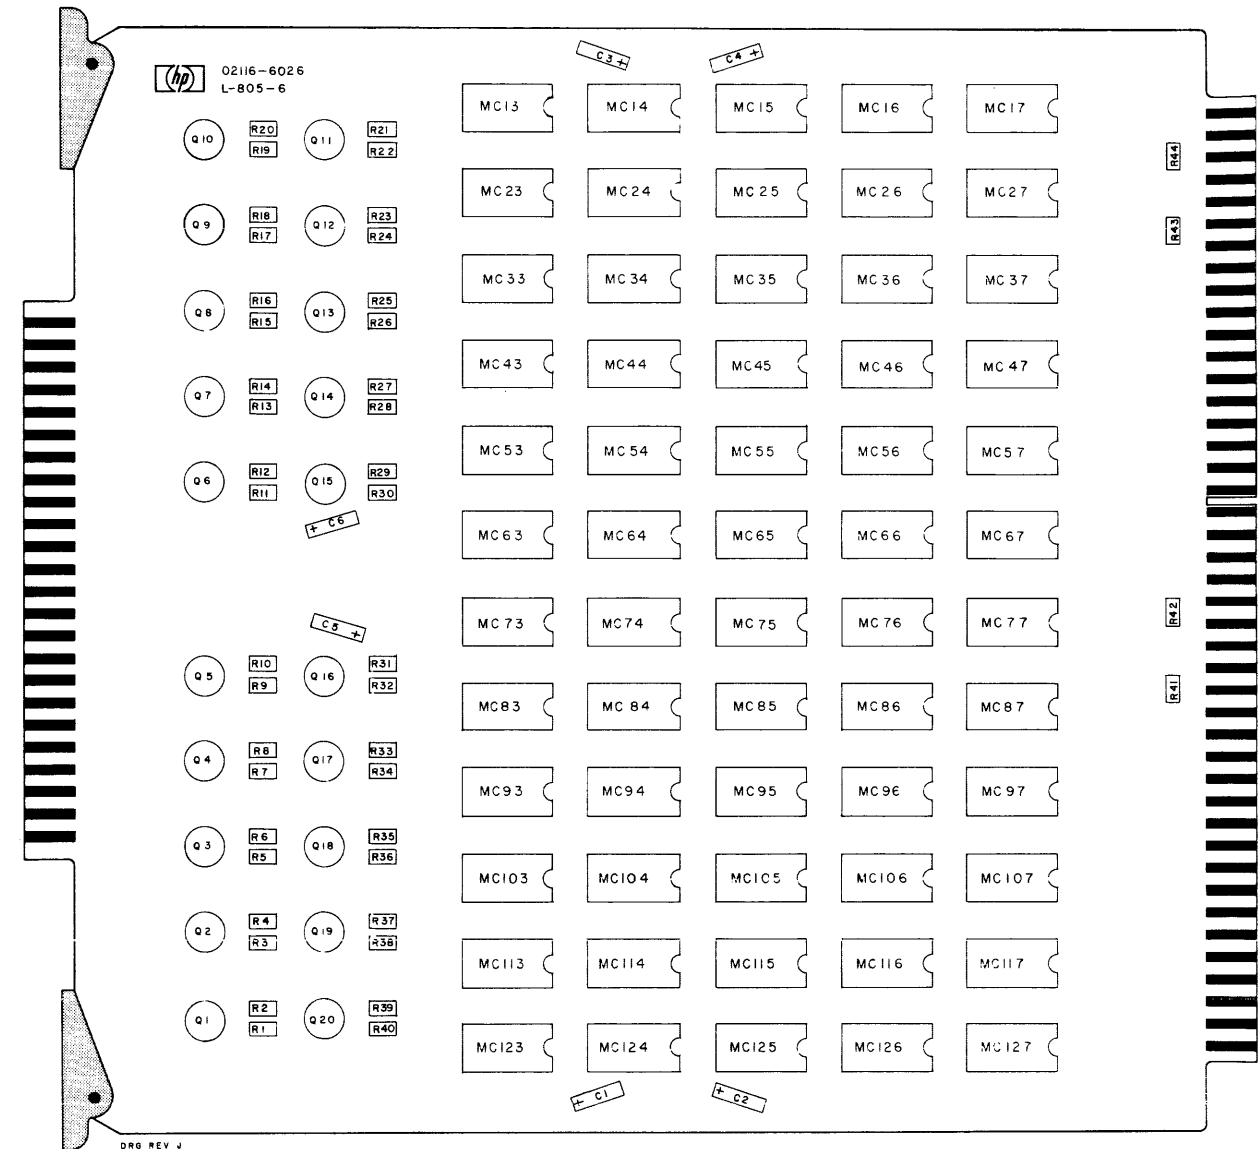 C3 +
C4 +
hp
02116-6026
L-805-6
MC13 MC14 MC15 MC16 MC17
Q10 R20 Q11 R21
R19 R22
R44
MC23 MC24 MC25 MC26 MC27
Q9 R18 Q12 R23
R17 R24
R43
MC33 MC34 MC35 MC36 MC37
Q8 R16 Q13 R25
R15 R26
MC43 MC44 MC45 MC46 MC47
Q7 R14 Q14 R27
R13 R28
MC53 MC54 MC55 MC56 MC57
Q6 R12 Q15 R29
R11 R30
+ C6
MC63 MC64 MC65 MC66 MC67
C5 +
MC73 MC74 MC75 MC76 MC77
R42
Q5 R10 Q16 R31
R9 R32
R41
MC83 MC84 MC85 MC86 MC87
Q4 R8 Q17 R33
R7 R34
MC93 MC94 MC95 MC96 MC97
Q3 R6 Q18 R35
R5 R36
MC103 MC104 MC105 MC106 MC107
Q2 R4 Q19 R37
R3 R38
MC113 MC114 MC115 MC116 MC117
Q1 R2 Q20 R39
R1 R40
MC123 MC124 MC125 MC126 MC127
+ C1
+ C2
DRG REV J